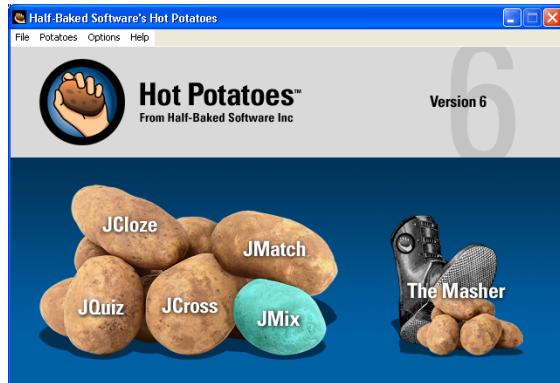 Half-Baked Software's Hot Potatoes
File Potatoes Options Help
Hot Potatoes™
From Half-Baked Software Inc
6
Version 6
JCloze
JMatch
JQuiz
JCross
JMix
The Masher